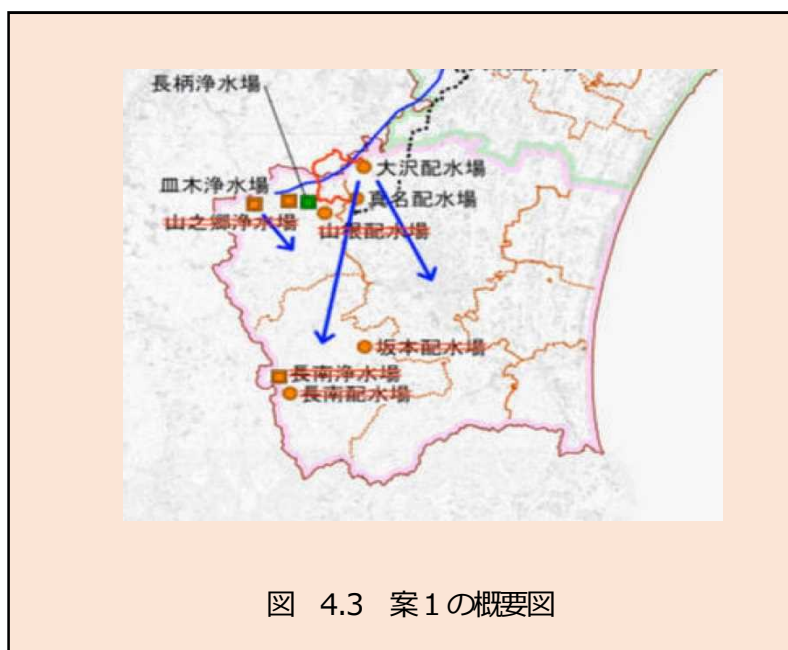 長柄浄水場
大沢配水場
皿木浄水場
真名配水場
山之郷浄水場
山根配水場
坂本配水場
長南浄水場
長南配水場
図 4.3 案1の概要図